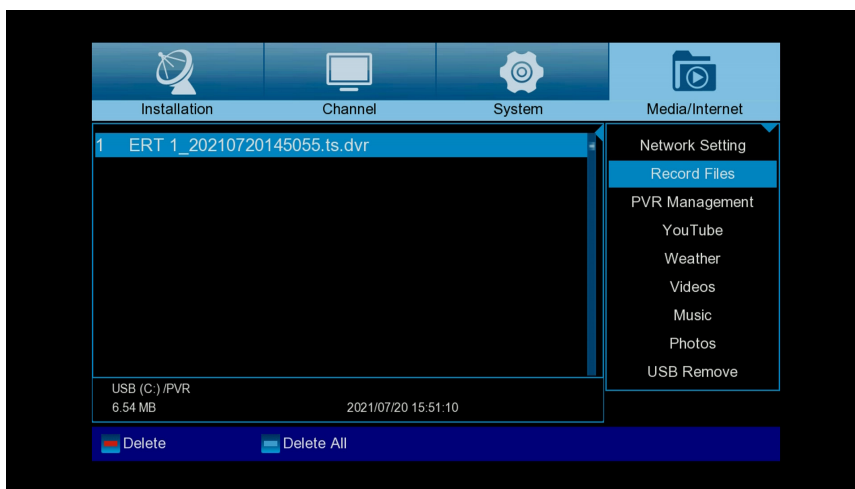 Installation Channel System Media/Internet
1 ERT 1_20210720145055.ts.dvr
Network Setting
Record Files
PVR Management
YouTube
Weather
Videos
Music
Photos
USB Remove
USB (C:) /PVR
6.54 MB 2021/07/20 15:51:10
Delete Delete All